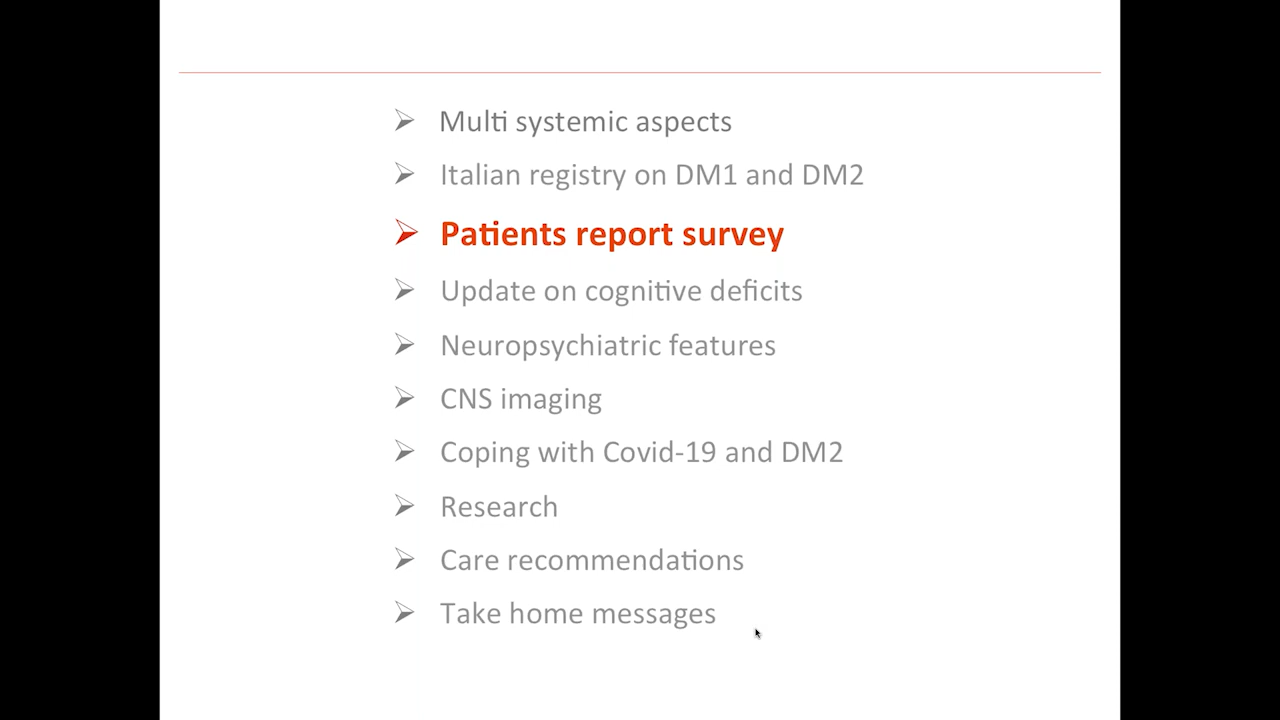 Multi systemic aspects
Italian registry on DM1 and DM2
Patients report survey
Update on cognitive deficits
Neuropsychiatric features
CNS imaging
Coping with Covid-19 and DM2
Research
Care recommendations
Take home messages